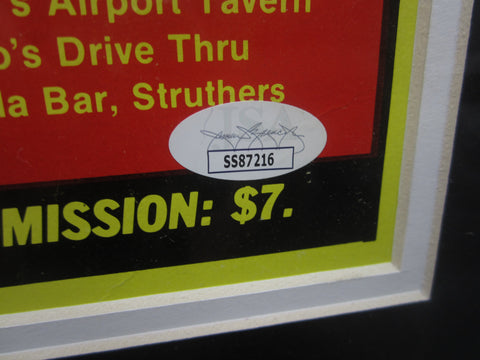 's Airport Tavern
o's Drive Thru
la Bar, Struthers
JSA
SS87216
MISSION: $7.